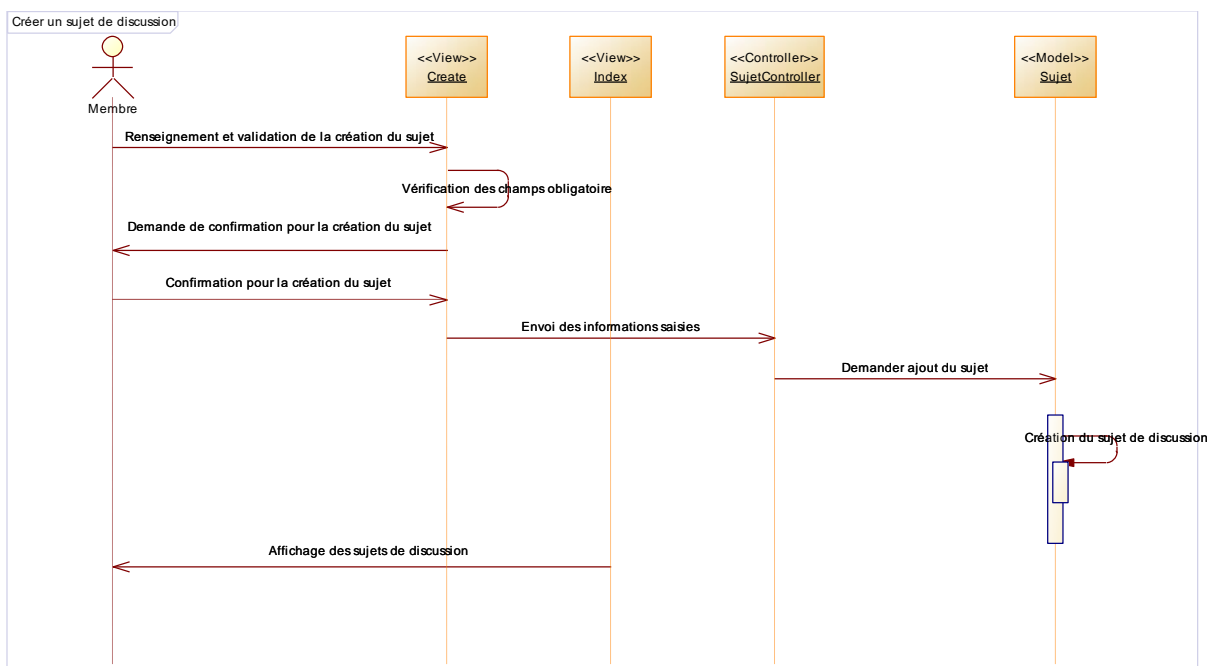 Créer un sujet de discussion
<<View>>
Create
<<View>>
Index
<<Controller>>
SujetController
<<Model>>
Sujet
Membre
Renseignement et validation de la création du sujet
Vérification des champs obligatoire
Demande de confirmation pour la création du sujet
Confirmation pour la création du sujet
Envoi des informations saisies
Demander ajout du sujet
Création du sujet de discussion
Affichage des sujets de discussion